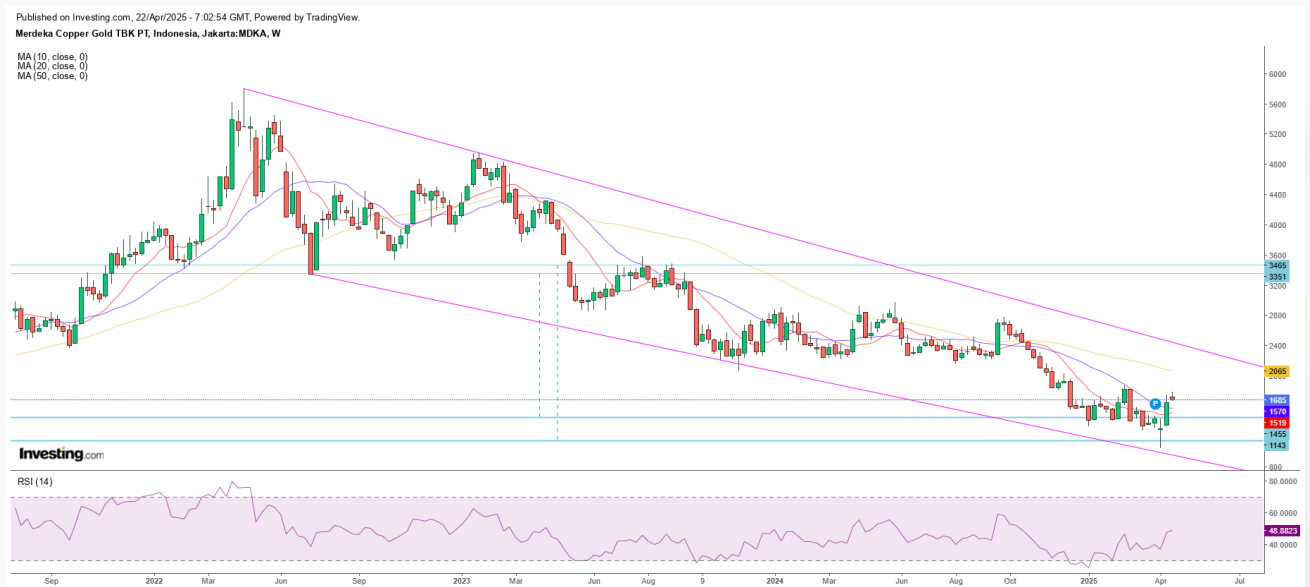 Published on Investing.com, 22/Apr/2025 - 7:02:54 GMT, Powered by TradingView.
Merdeka Copper Gold TBK PT, Indonesia, Jakarta:MDKA, W
MA (10, close, 0)
MA (20, close, 0)
MA (50, close, 0)
6000
5600
5200
4800
4400
4000
3600
3465
3351
3200
2800
2400
2065
1685
P
1570
1519
1455
1143
800
Investing.com
RSI (14)
80.0000
60.0000
48.8823
40.0000
Sep 2022 Mar Jun Sep 2023 Mar Jun Aug 9 2024 Mar Jun Aug Oct 2025 Apr Jul